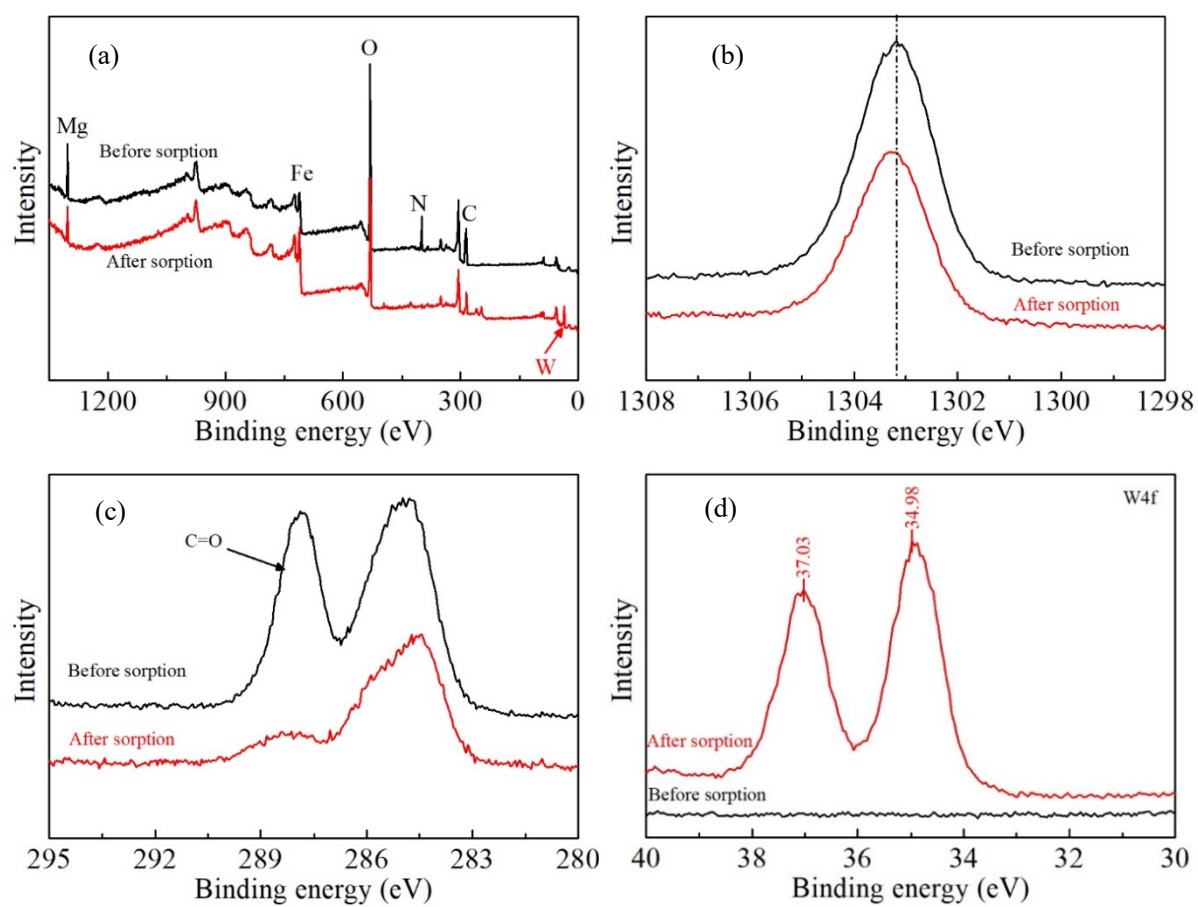 (a)
O
Mg
Before sorption
Fe
N
C
After sorption
W
Intensity
1200
900
600
300
0
Binding energy (eV)
(b)
Before sorption
After sorption
Intensity
1308
1306
1304
1302
1300
1298
Binding energy (eV)
(c)
C=O
Before sorption
After sorption
Intensity
295
292
289
286
283
280
Binding energy (eV)
(d)
W4f
37.03
34.98
After sorption
Before sorption
Intensity
40
38
36
34
32
30
Binding energy (eV)